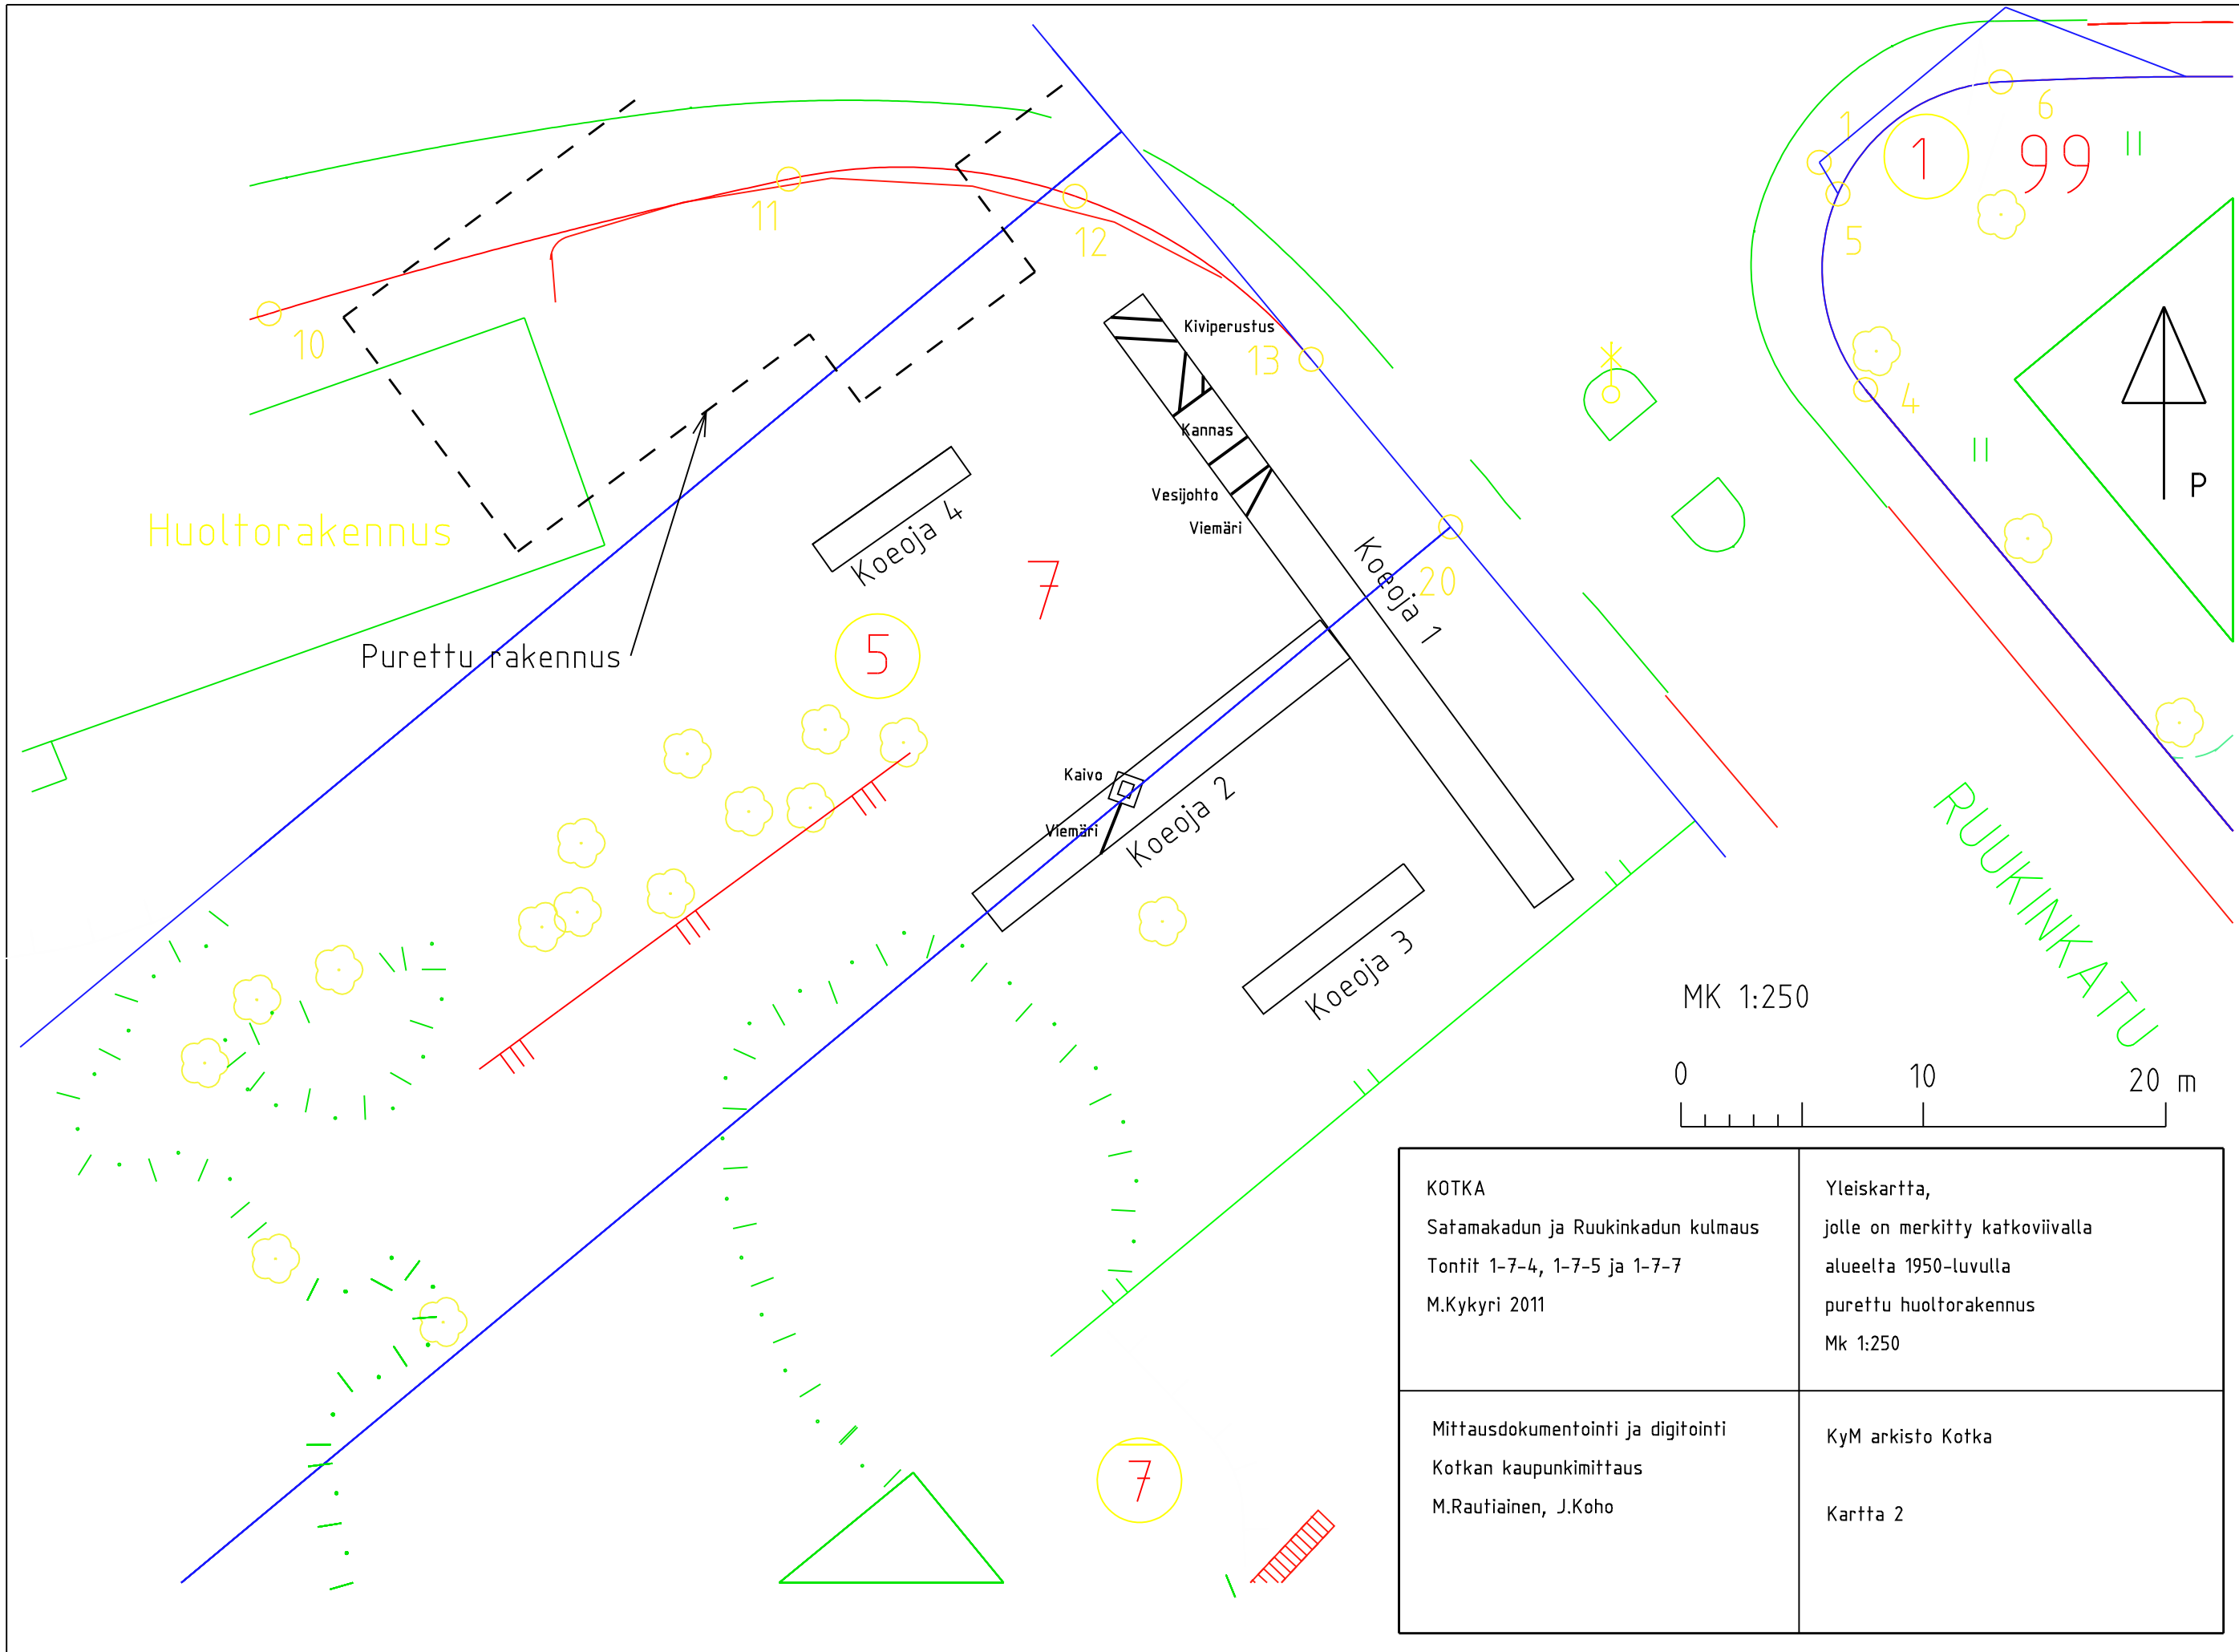 1
6
1
99
5
11
12
10
Kiviperustus
13
4
Kannas
P
Vesijohto
Viemäri
Huoltorakennus
Koeoja 4
Koeoja 1
20
7
Purettu rakennus
5
Kaivo
Viemäri
Koeoja 2
Koeoja 3
RUUKINKATU
MK 1:250
0 10 20 m
KOTKA
Satamakadun ja Ruukinkadun kulmaus
Tontit 1-7-4, 1-7-5 ja 1-7-7
M.Kykyri 2011
Yleiskartta,
jolle on merkitty katkoviivalla
alueelta 1950-luvulla
purettu huoltorakennus
Mk 1:250
Mittausdokumentointi ja digitointi
Kotkan kaupunkimittaus
M.Rautiainen, J.Koho
KyM arkisto Kotka
Kartta 2
7